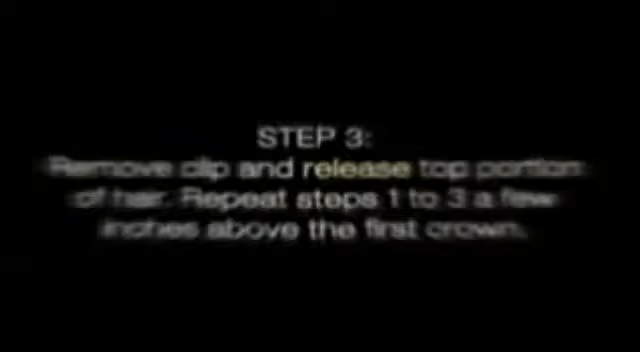 STEP 3:
Remove clip and release top portion
of hair. Repeat steps 1 to 3 a few
inches above the first crown.